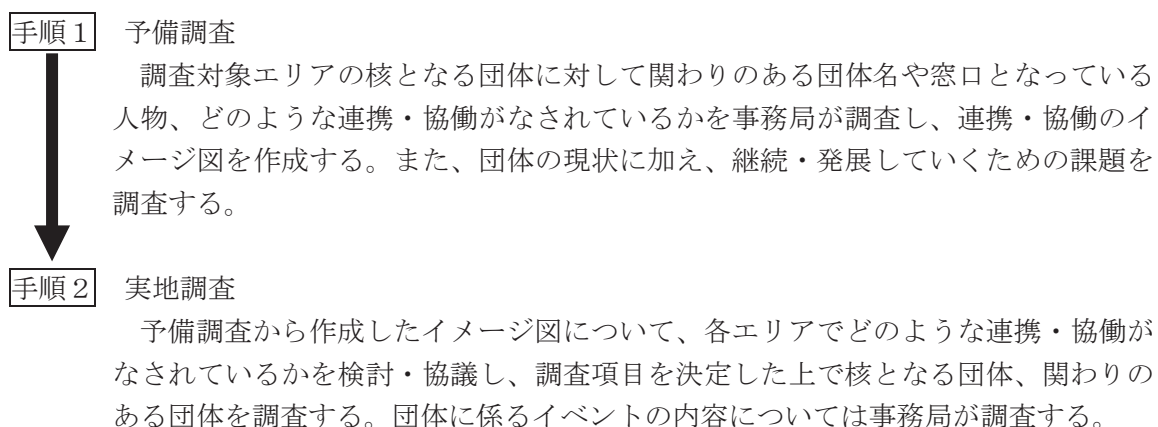 手順1 予備調査
調査対象エリアの核となる団体に対して関わりのある団体名や窓口となっている
人物、どのような連携・協働がなされているかを事務局が調査し、連携・協働のイ
メージ図を作成する。また、団体の現状に加え、継続・発展していくための課題を
調査する。
手順2 実地調査
予備調査から作成したイメージ図について、各エリアでどのような連携・協働が
なされているかを検討・協議し、調査項目を決定した上で核となる団体、関わりの
ある団体を調査する。団体に係るイベントの内容については事務局が調査する。